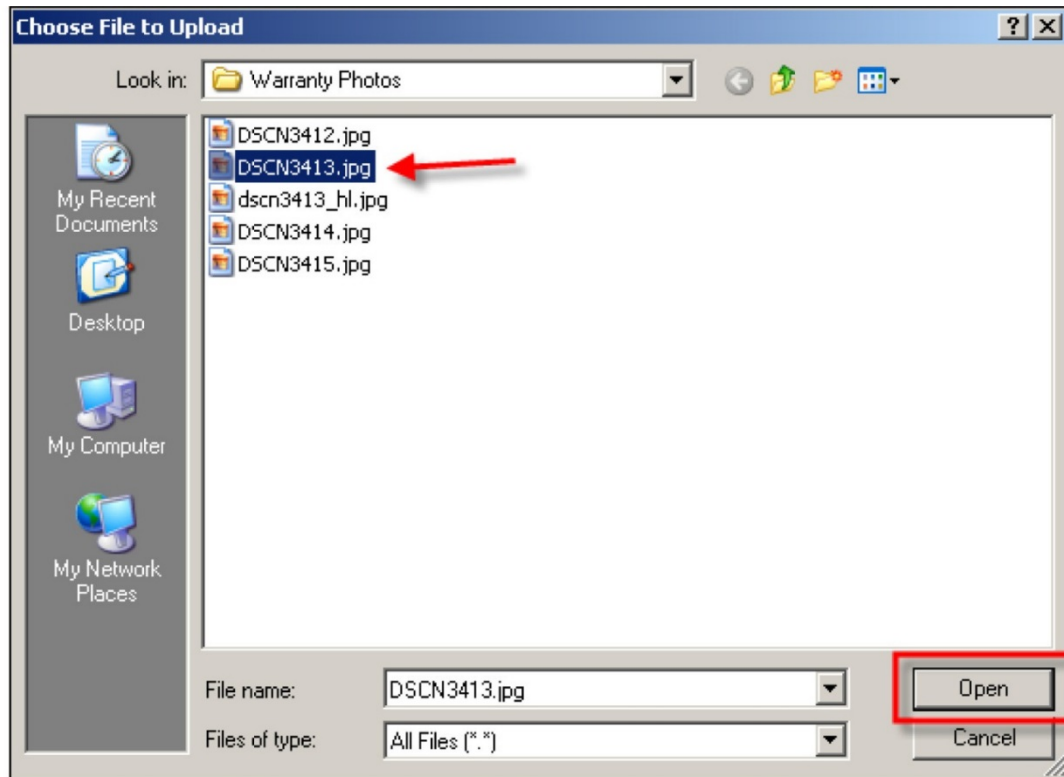 Choose File to Upload
Look in:
Warranty Photos
My Recent
Documents
Desktop
My Computer
My Network
Places
DSCN3412.jpg
DSCN3413.jpg
dscn3413_hl.jpg
DSCN3414.jpg
DSCN3415.jpg
File name:
DSCN3413.jpg
Open
Files of type:
All Files (*.*)
Cancel